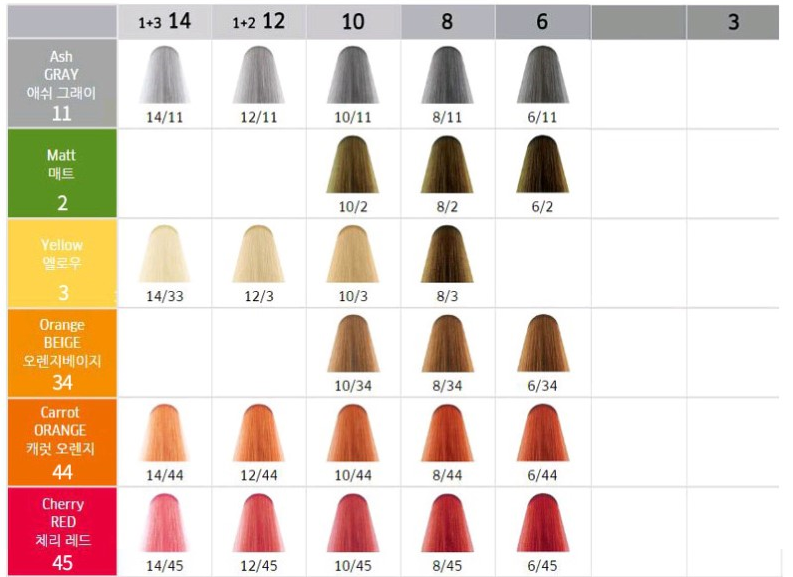 1+3 14 1+2 12 10 8 6 3
Ash
GRAY
애쉬 그래이
11
14/11 12/11 10/11 8/11 6/11
Matt
매트
2
10/2 8/2 6/2
Yellow
옐로우
3
14/33 12/3 10/3 8/3
Orange
BEIGE
오렌지베이지
34
10/34 8/34 6/34
Carrot
ORANGE
캐럿 오렌지
44
14/44 12/44 10/44 8/44 6/44
Cherry
RED
체리 레드
45
14/45 12/45 10/45 8/45 6/45